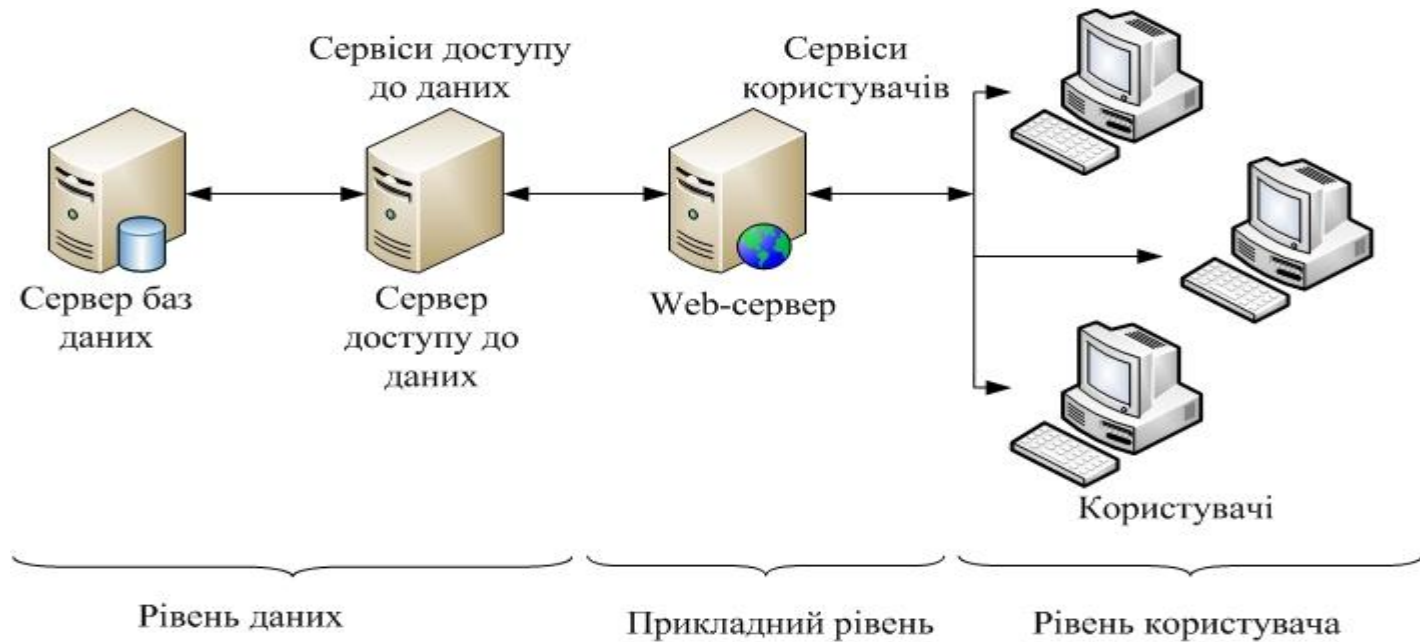 Сервіси доступу
до даних
Сервіси
користувачів
Сервер баз
даних
Сервер
доступу до
даних
Web-сервер
Користувачі
Рівень даних
Прикладний рівень
Рівень користувача